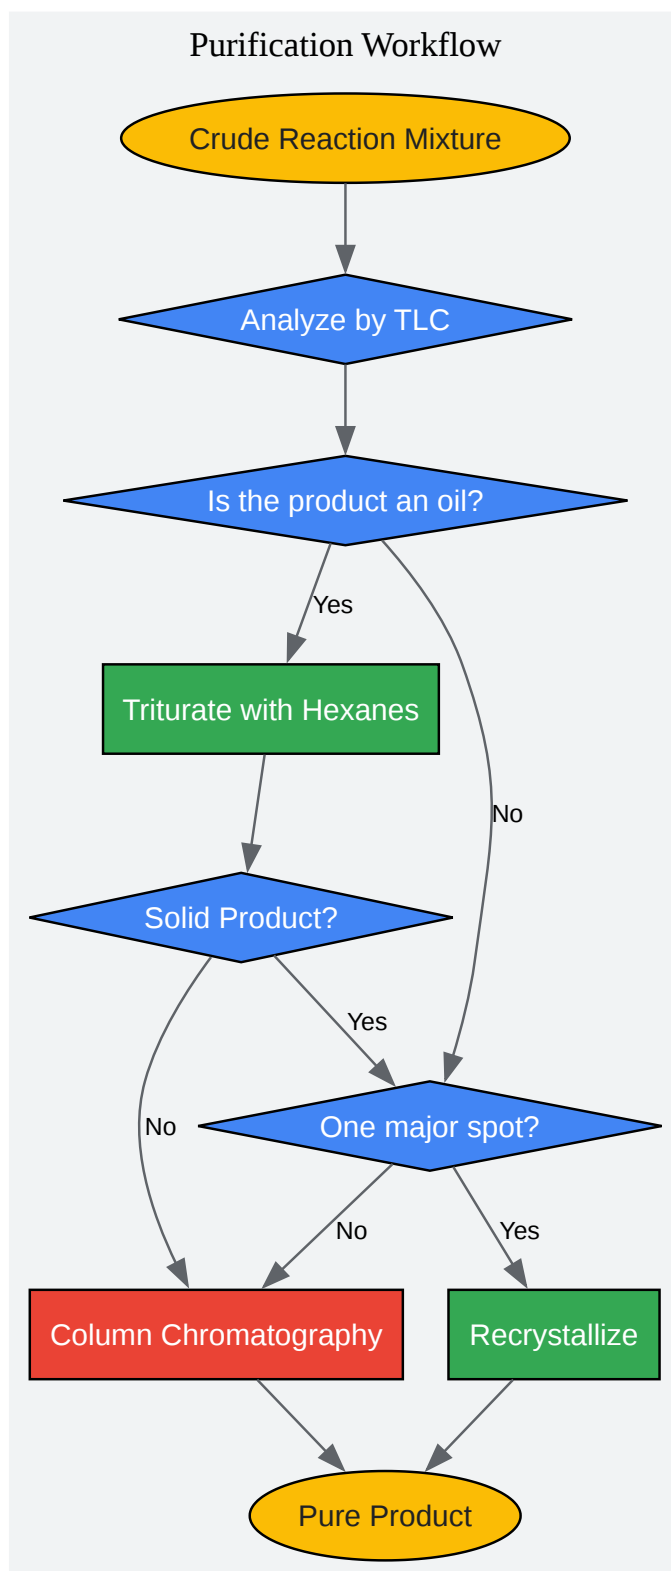 Purification Workflow
Crude Reaction Mixture
Analyze by TLC
Is the product an oil?
Yes
Triturate with Hexanes
No
Solid Product?
Yes
No
One major spot?
No
Yes
Column Chromatography
Recrystallize
Pure Product